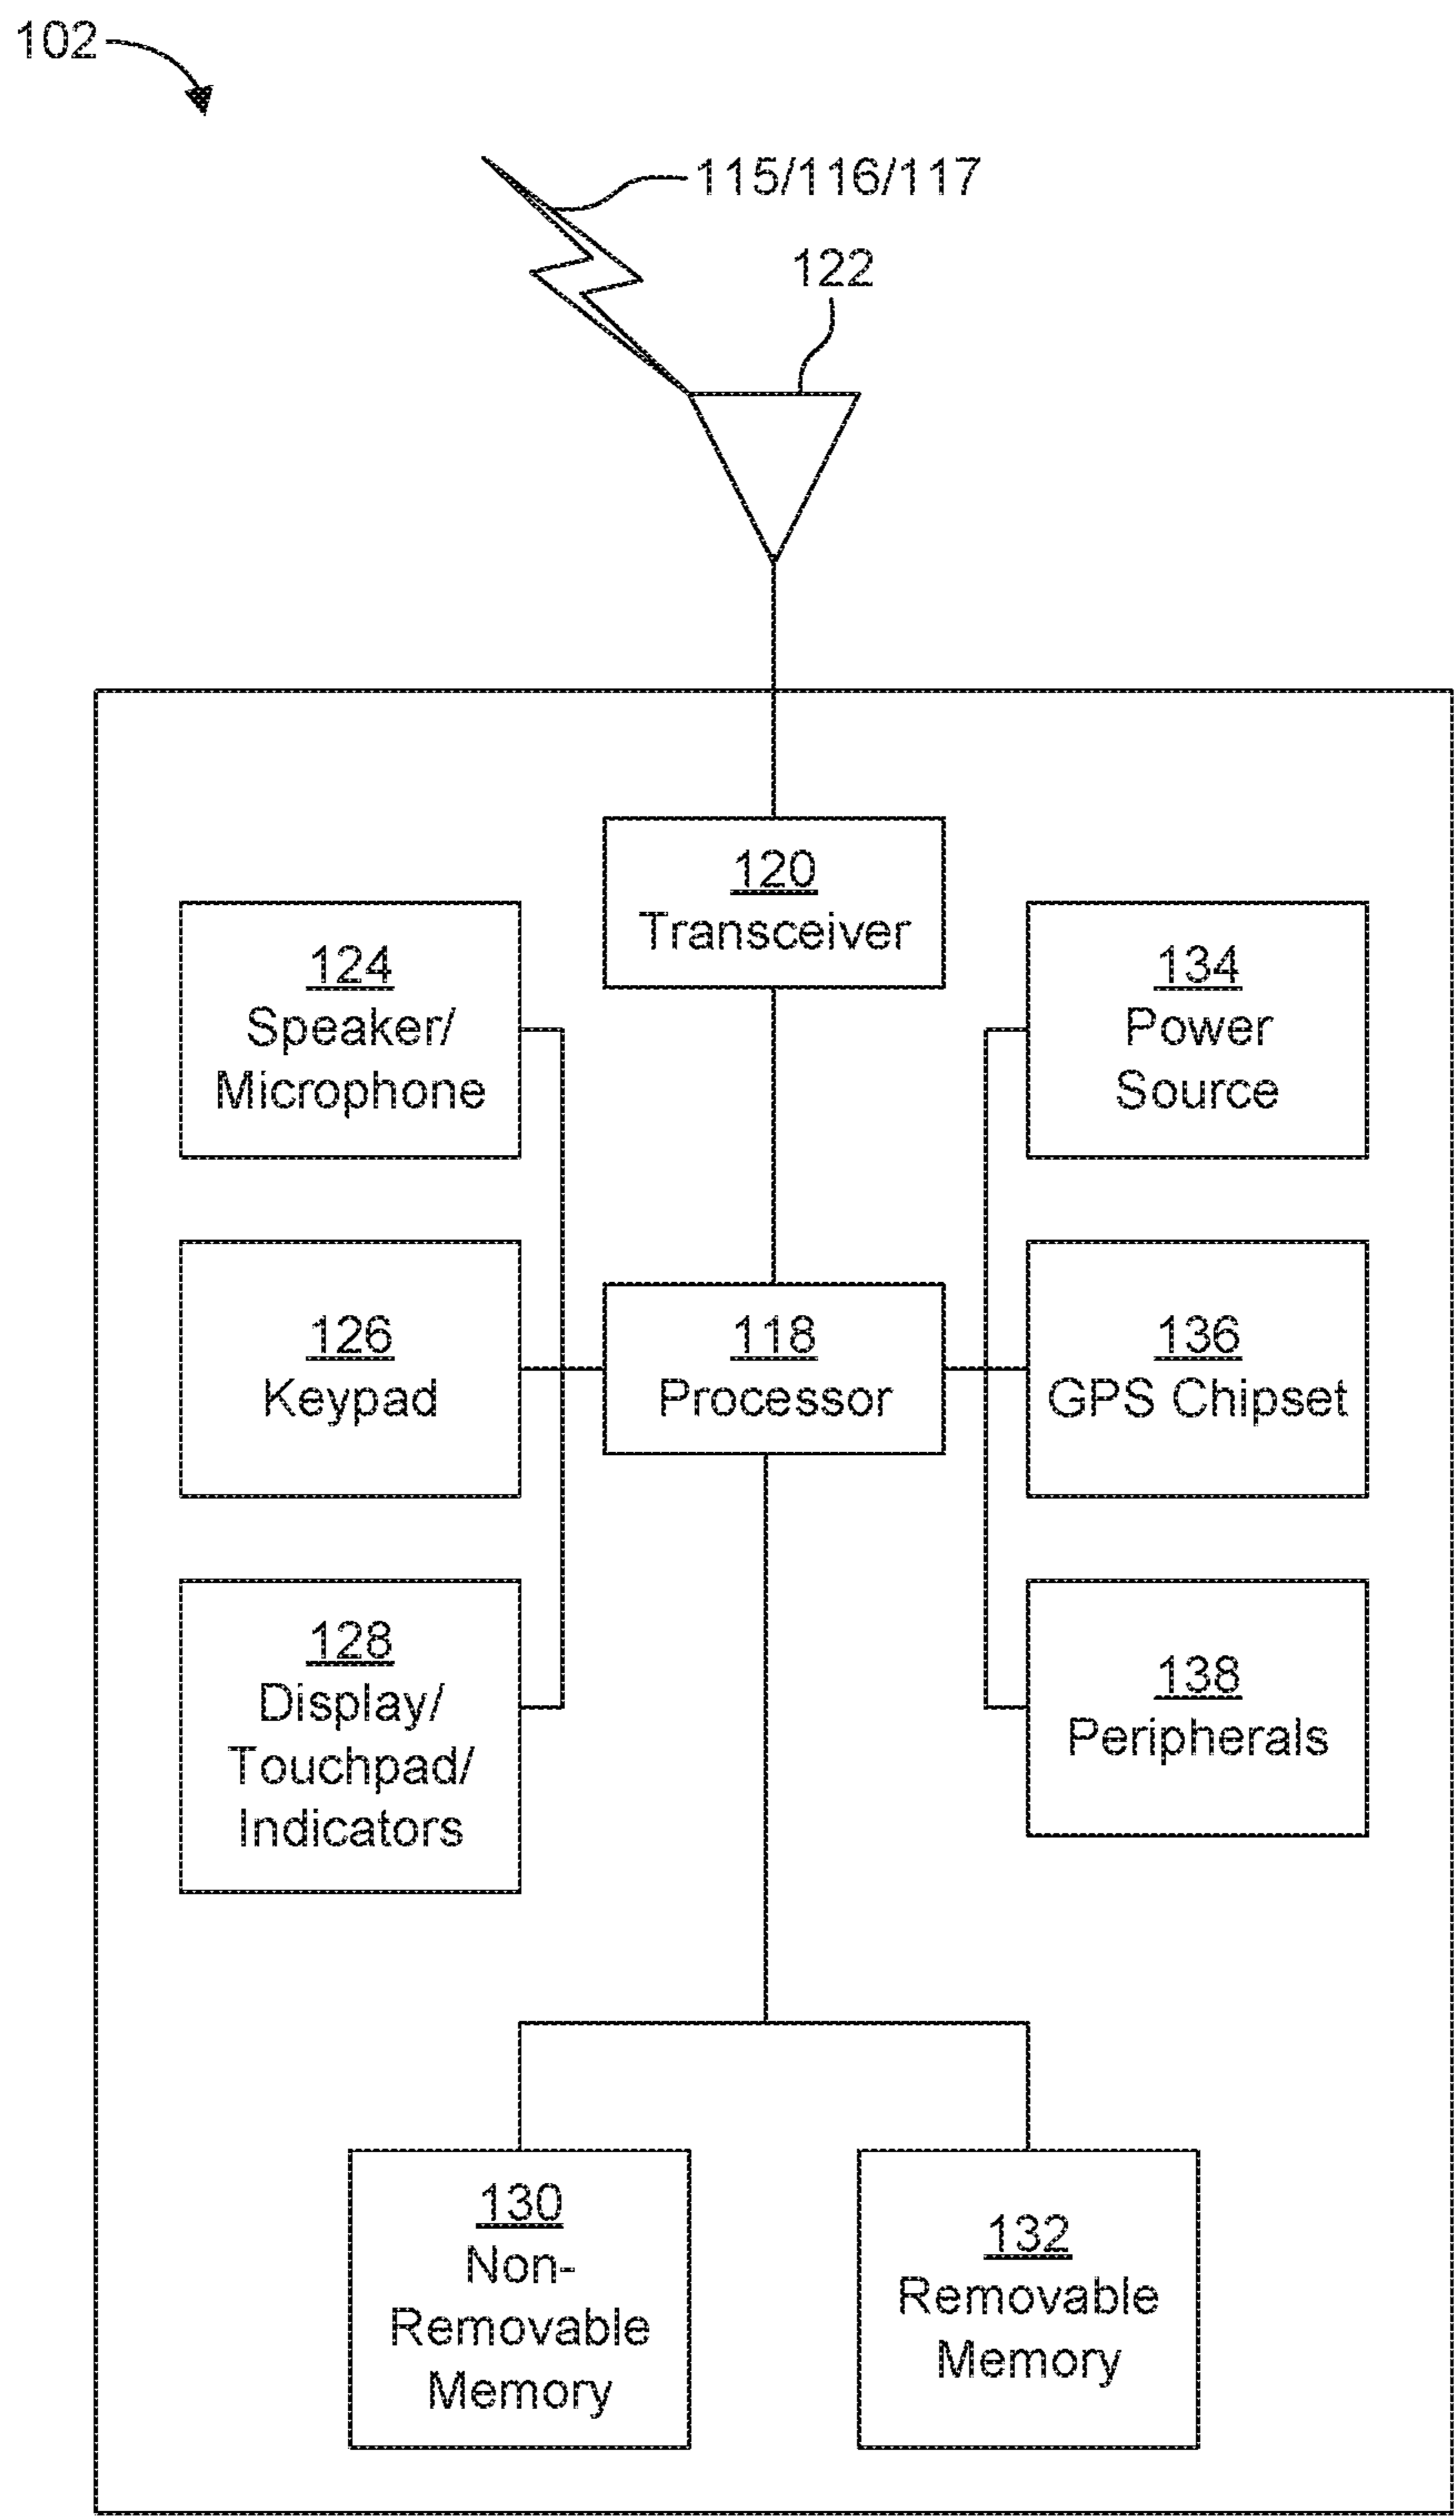 102
115/116/117
122
120
Transceiver
124
Speaker/
Microphone
134
Power
Source
126
Keypad
118
Processor
136
GPS Chipset
128
Display/
Touchpad/
Indicators
138
Peripherals
130
Non-
Removable
Memory
132
Removable
Memory